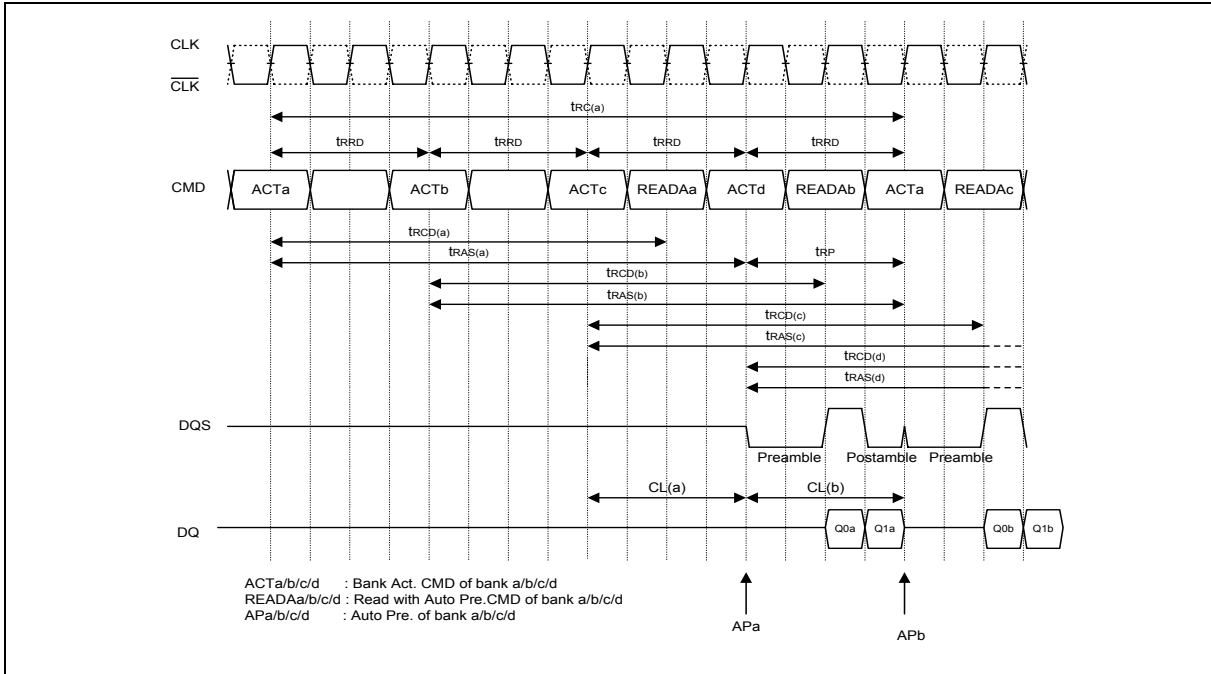 CLK
CLK
tRC(a)
tRRD tRRD tRRD tRRD
CMD ACTa ACTb ACTc READAa ACTd READAb ACTa READAc
tRCD(a)
tRAS(a) tRP
tRCD(b)
tRAS(b)
tRCD(c)
tRAS(c)
tRCD(d)
tRAS(d)
DQS
Preamble Postamble Preamble
CL(a) CL(b)
DQ Q0a Q1a Q0b Q1b
ACTa/b/c/d : Bank Act. CMD of bank a/b/c/d
READAa/b/c/d : Read with Auto Pre.CMD of bank a/b/c/d
APa/b/c/d : Auto Pre. of bank a/b/c/d
APa APb